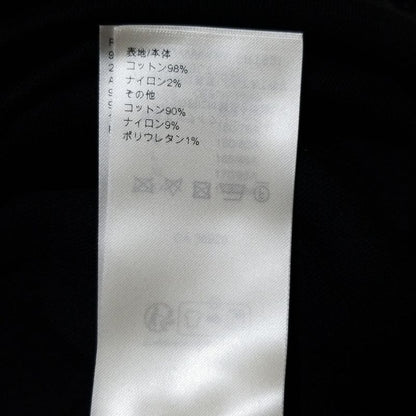 表地/本体
コットン98%
ナイロン2%
その他
コットン90%
ナイロン9%
ポリウレタン1%